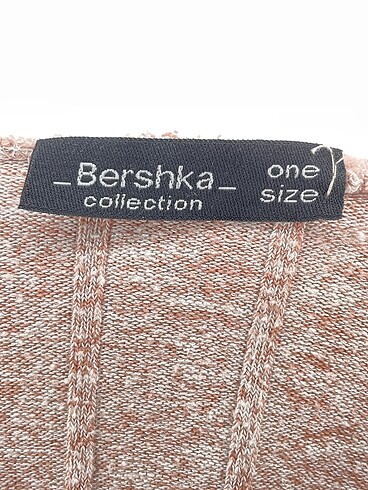 _Bershka_
collection
one
size